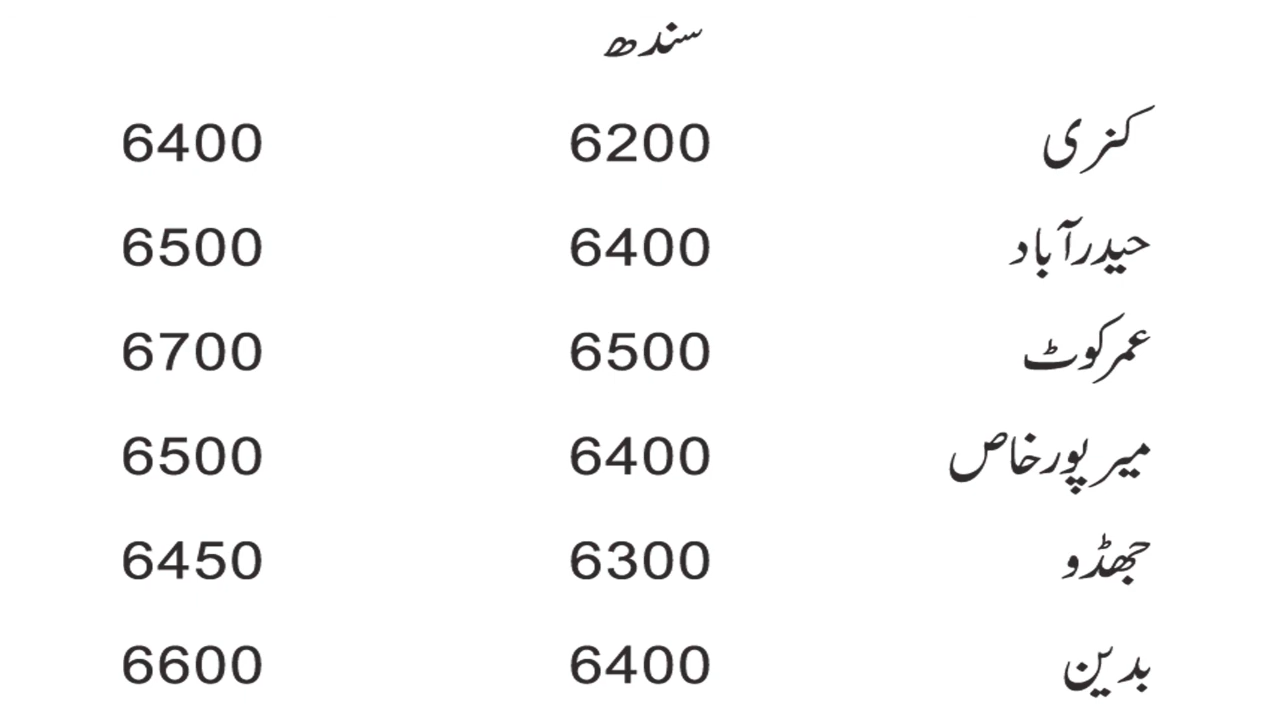 سندھ
کنری 6200 6400
حیدرآباد 6400 6500
عمرکوٹ 6500 6700
میرپورخاص 6400 6500
جھڈو 6300 6450
بدین 6400 6600